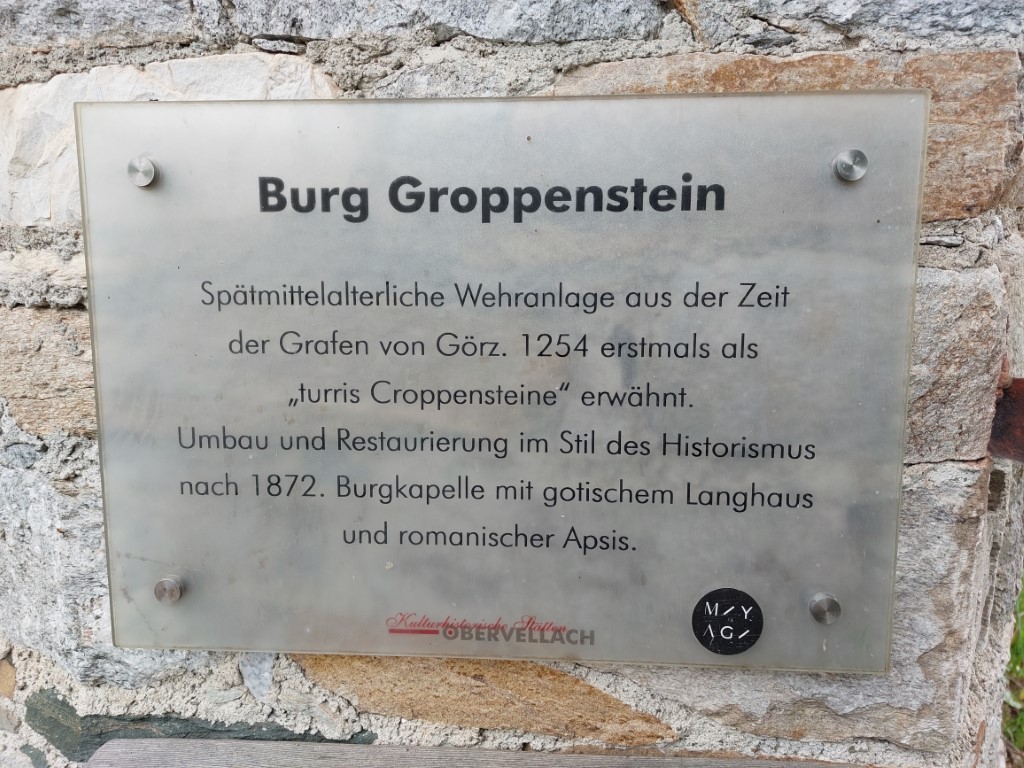 Burg Groppenstein
Spätmittelalterliche Wehranlage aus der Zeit
der Grafen von Görz. 1254 erstmals als
„turris Croppensteine“ erwähnt.
Umbau und Restaurierung im Stil des Historismus
nach 1872. Burgkapelle mit gotischem Langhaus
und romanischer Apsis.
Kulturhistorische Stätten
OBERVELLACH
M/Y
AG/